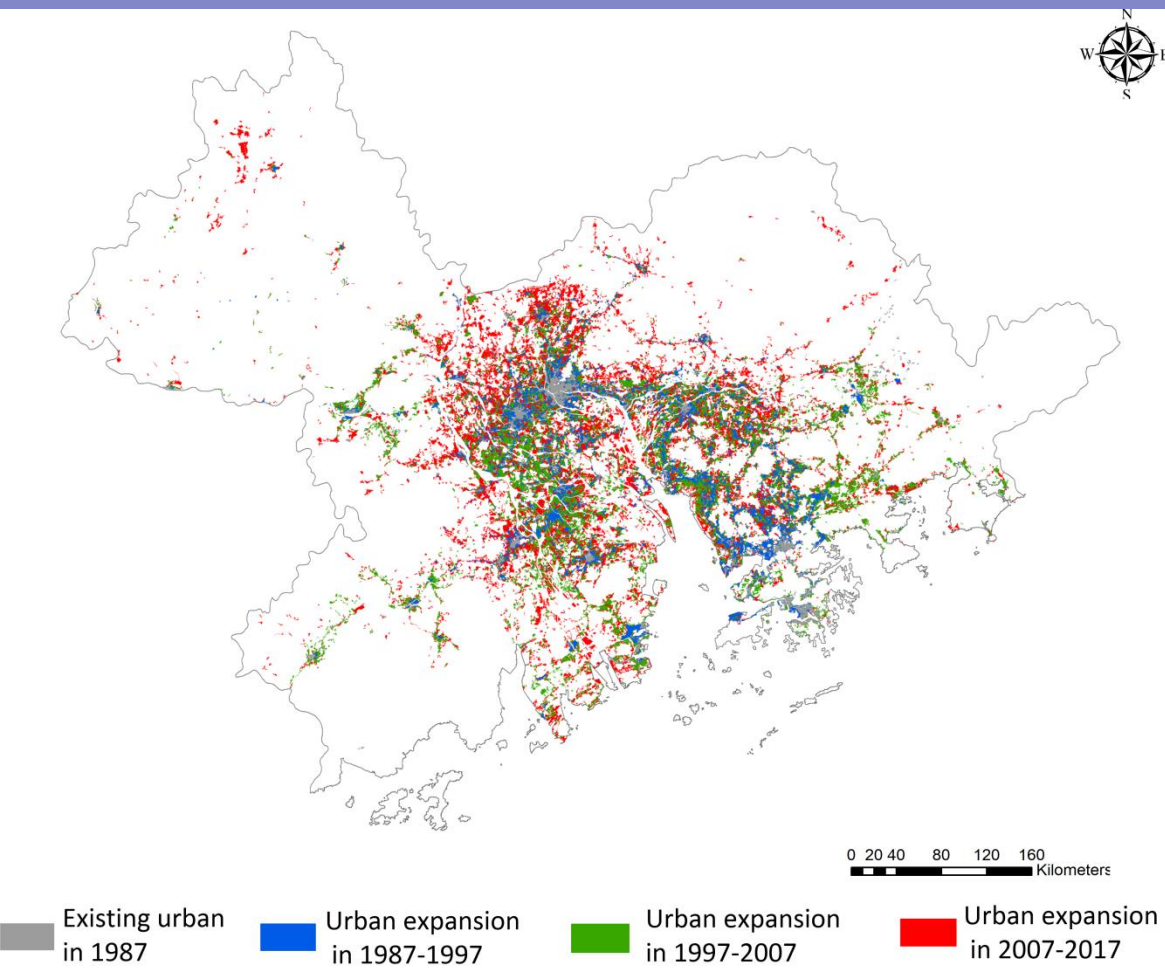 N
W E
S
0 20 40 80 120 160
Kilometers
Existing urban
in 1987
Urban expansion
in 1987-1997
Urban expansion
in 1997-2007
Urban expansion
in 2007-2017